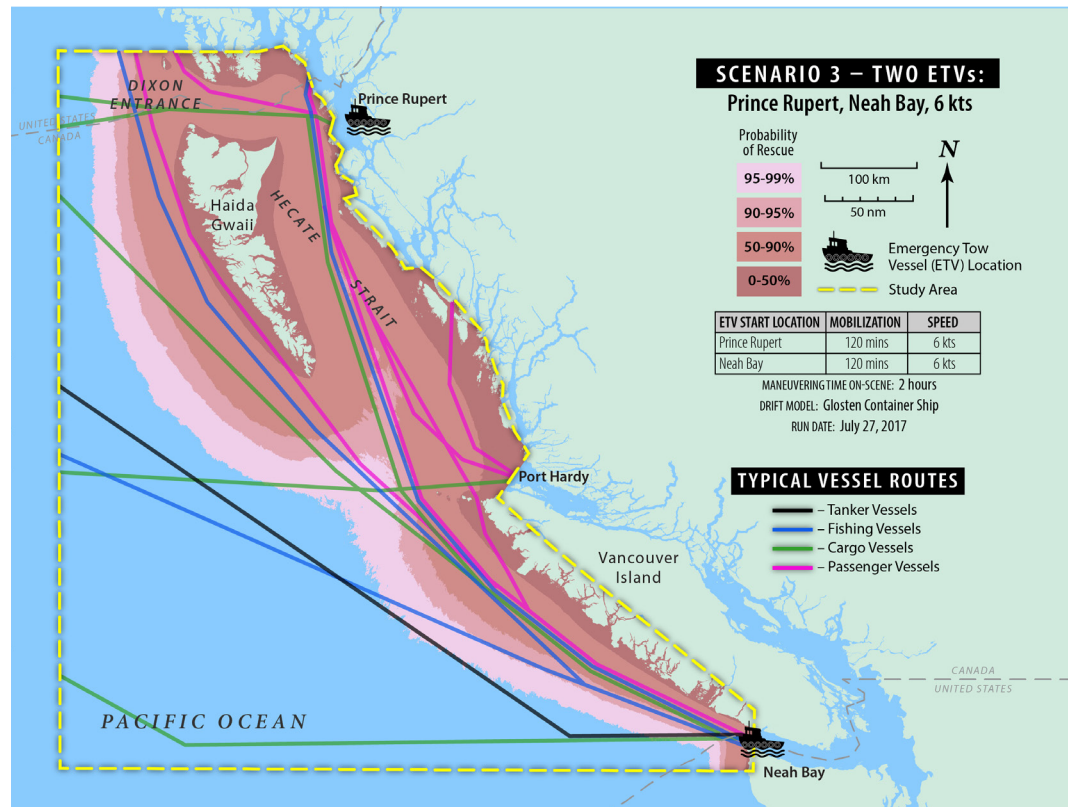 SCENARIO 3 – TWO ETVs:
Prince Rupert, Neah Bay, 6 kts
Probability
of Rescue
95-99%
90-95%
50-90%
0-50%
100 km
50 nm
N
Emergency Tow
Vessel (ETV) Location
Study Area
ETV START LOCATION MOBILIZATION SPEED
Prince Rupert 120 mins 6 kts
Neah Bay 120 mins 6 kts
MANEUVERING TIME ON-SCENE: 2 hours
DRIFT MODEL: Glosten Container Ship
RUN DATE: July 27, 2017
TYPICAL VESSEL ROUTES
– Tanker Vessels
– Fishing Vessels
– Cargo Vessels
– Passenger Vessels
DIXON
ENTRANCE
UNITED STATES
CANADA
Prince Rupert
Haida
Gwaii
HECATE
STRAIT
Port Hardy
Vancouver
Island
CANADA
UNITED STATES
PACIFIC OCEAN
Neah Bay